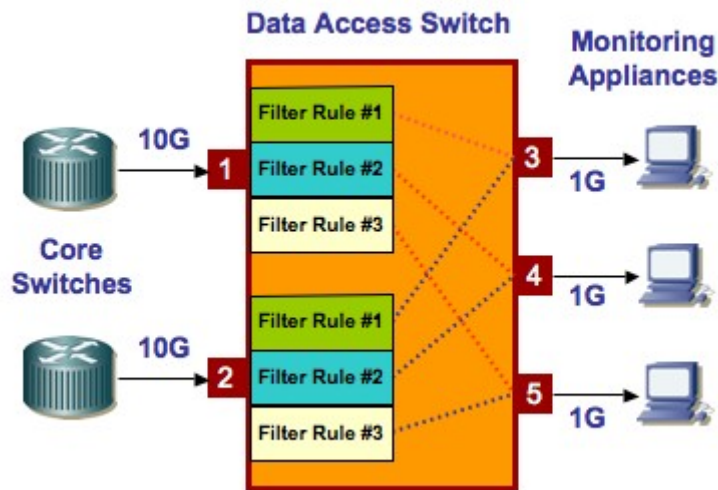 Data Access Switch
Monitoring
Appliances
Filter Rule #1
10G
1
Filter Rule #2
3
1G
Filter Rule #3
Core
Switches
4
1G
Filter Rule #1
10G
2
Filter Rule #2
5
1G
Filter Rule #3